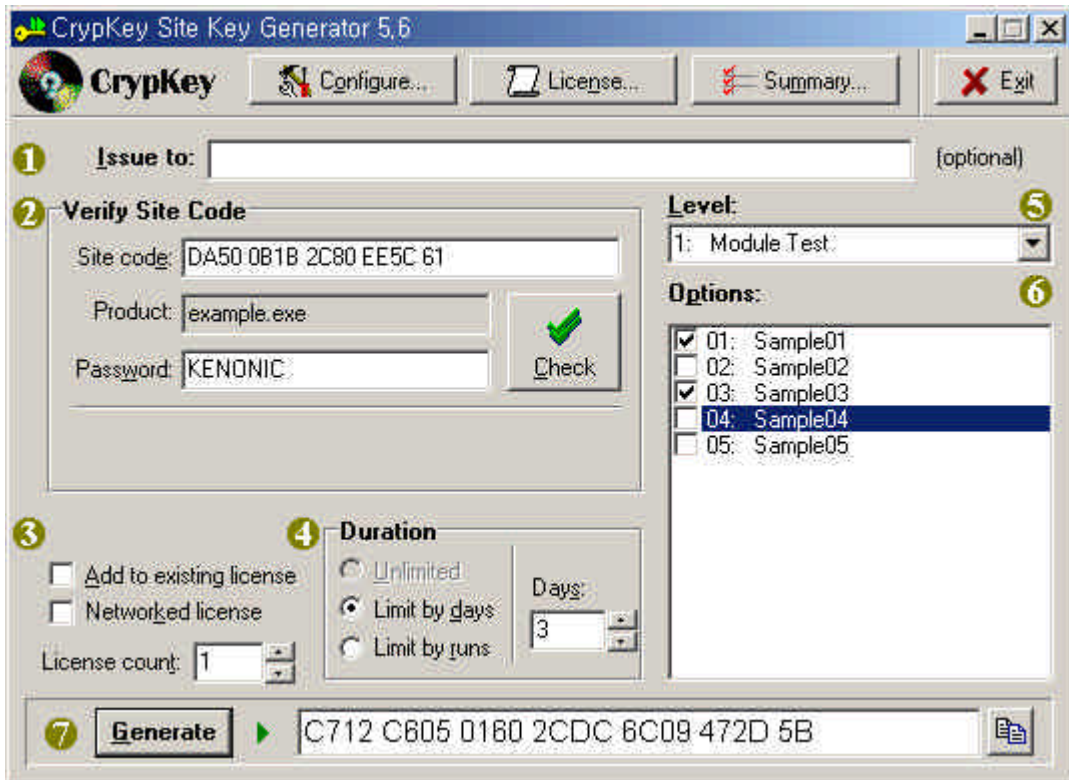 CrypKey Site Key Generator 5,6
CrypKey
Configure...
License...
Summary...
Exit
1 Issue to: (optional)
2 Verify Site Code
Site code: DA50 0B1B 2C80 EE5C 61
Product: example.exe
Password: KENONIC
Check
Level: 5
1: Module Test
Options: 6
01: Sample01
02: Sample02
03: Sample03
04: Sample04
05: Sample05
3
Add to existing license
Networked license
License count: 1
4 Duration
Unlimited
Limit by days
Limit by runs
Days:
3
7 Generate C712 C605 0160 2CDC 6C09 472D 5B